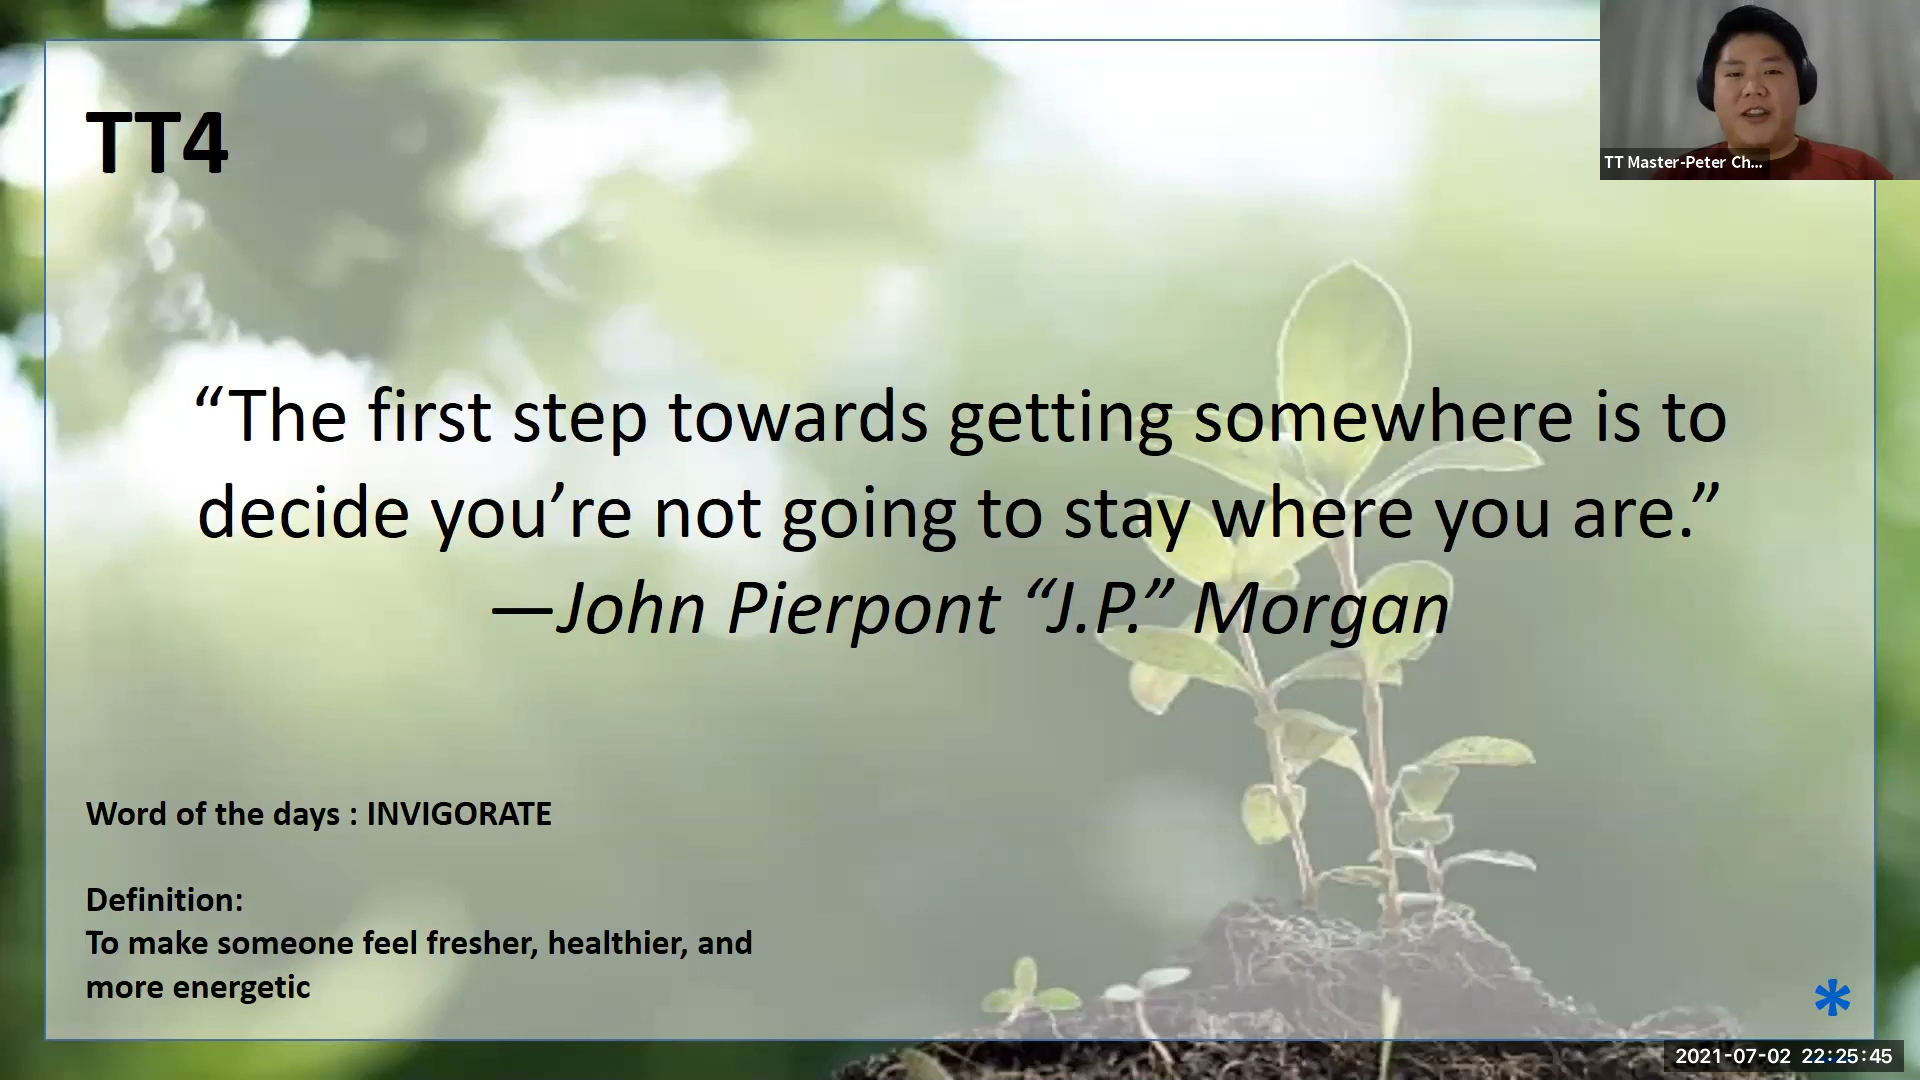 TT4
TT Master-Peter Ch...
“The first step towards getting somewhere is to
decide you’re not going to stay where you are.”
—John Pierpont “J.P.” Morgan
Word of the days : INVIGORATE
Definition:
To make someone feel fresher, healthier, and
more energetic
*
2021-07-02 22:25:45